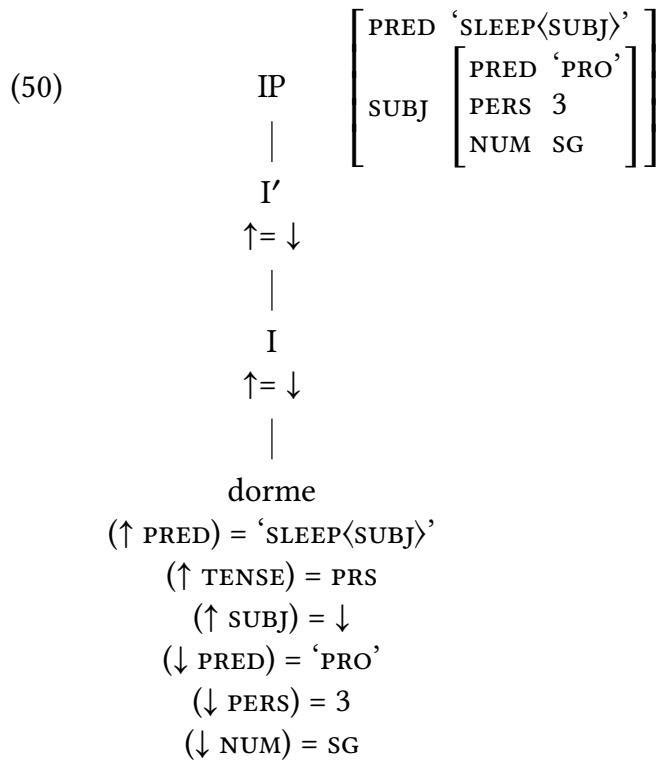 (50)
IP
[PRED ‘SLEEP⟨SUBJ⟩’
SUBJ [PRED ‘PRO’
PERS 3
NUM SG]]
I′
↑= ↓
I
↑= ↓
dorme
(↑ PRED) = ‘SLEEP⟨SUBJ⟩’
(↑ TENSE) = PRS
(↑ SUBJ) = ↓
(↓ PRED) = ‘PRO’
(↓ PERS) = 3
(↓ NUM) = SG